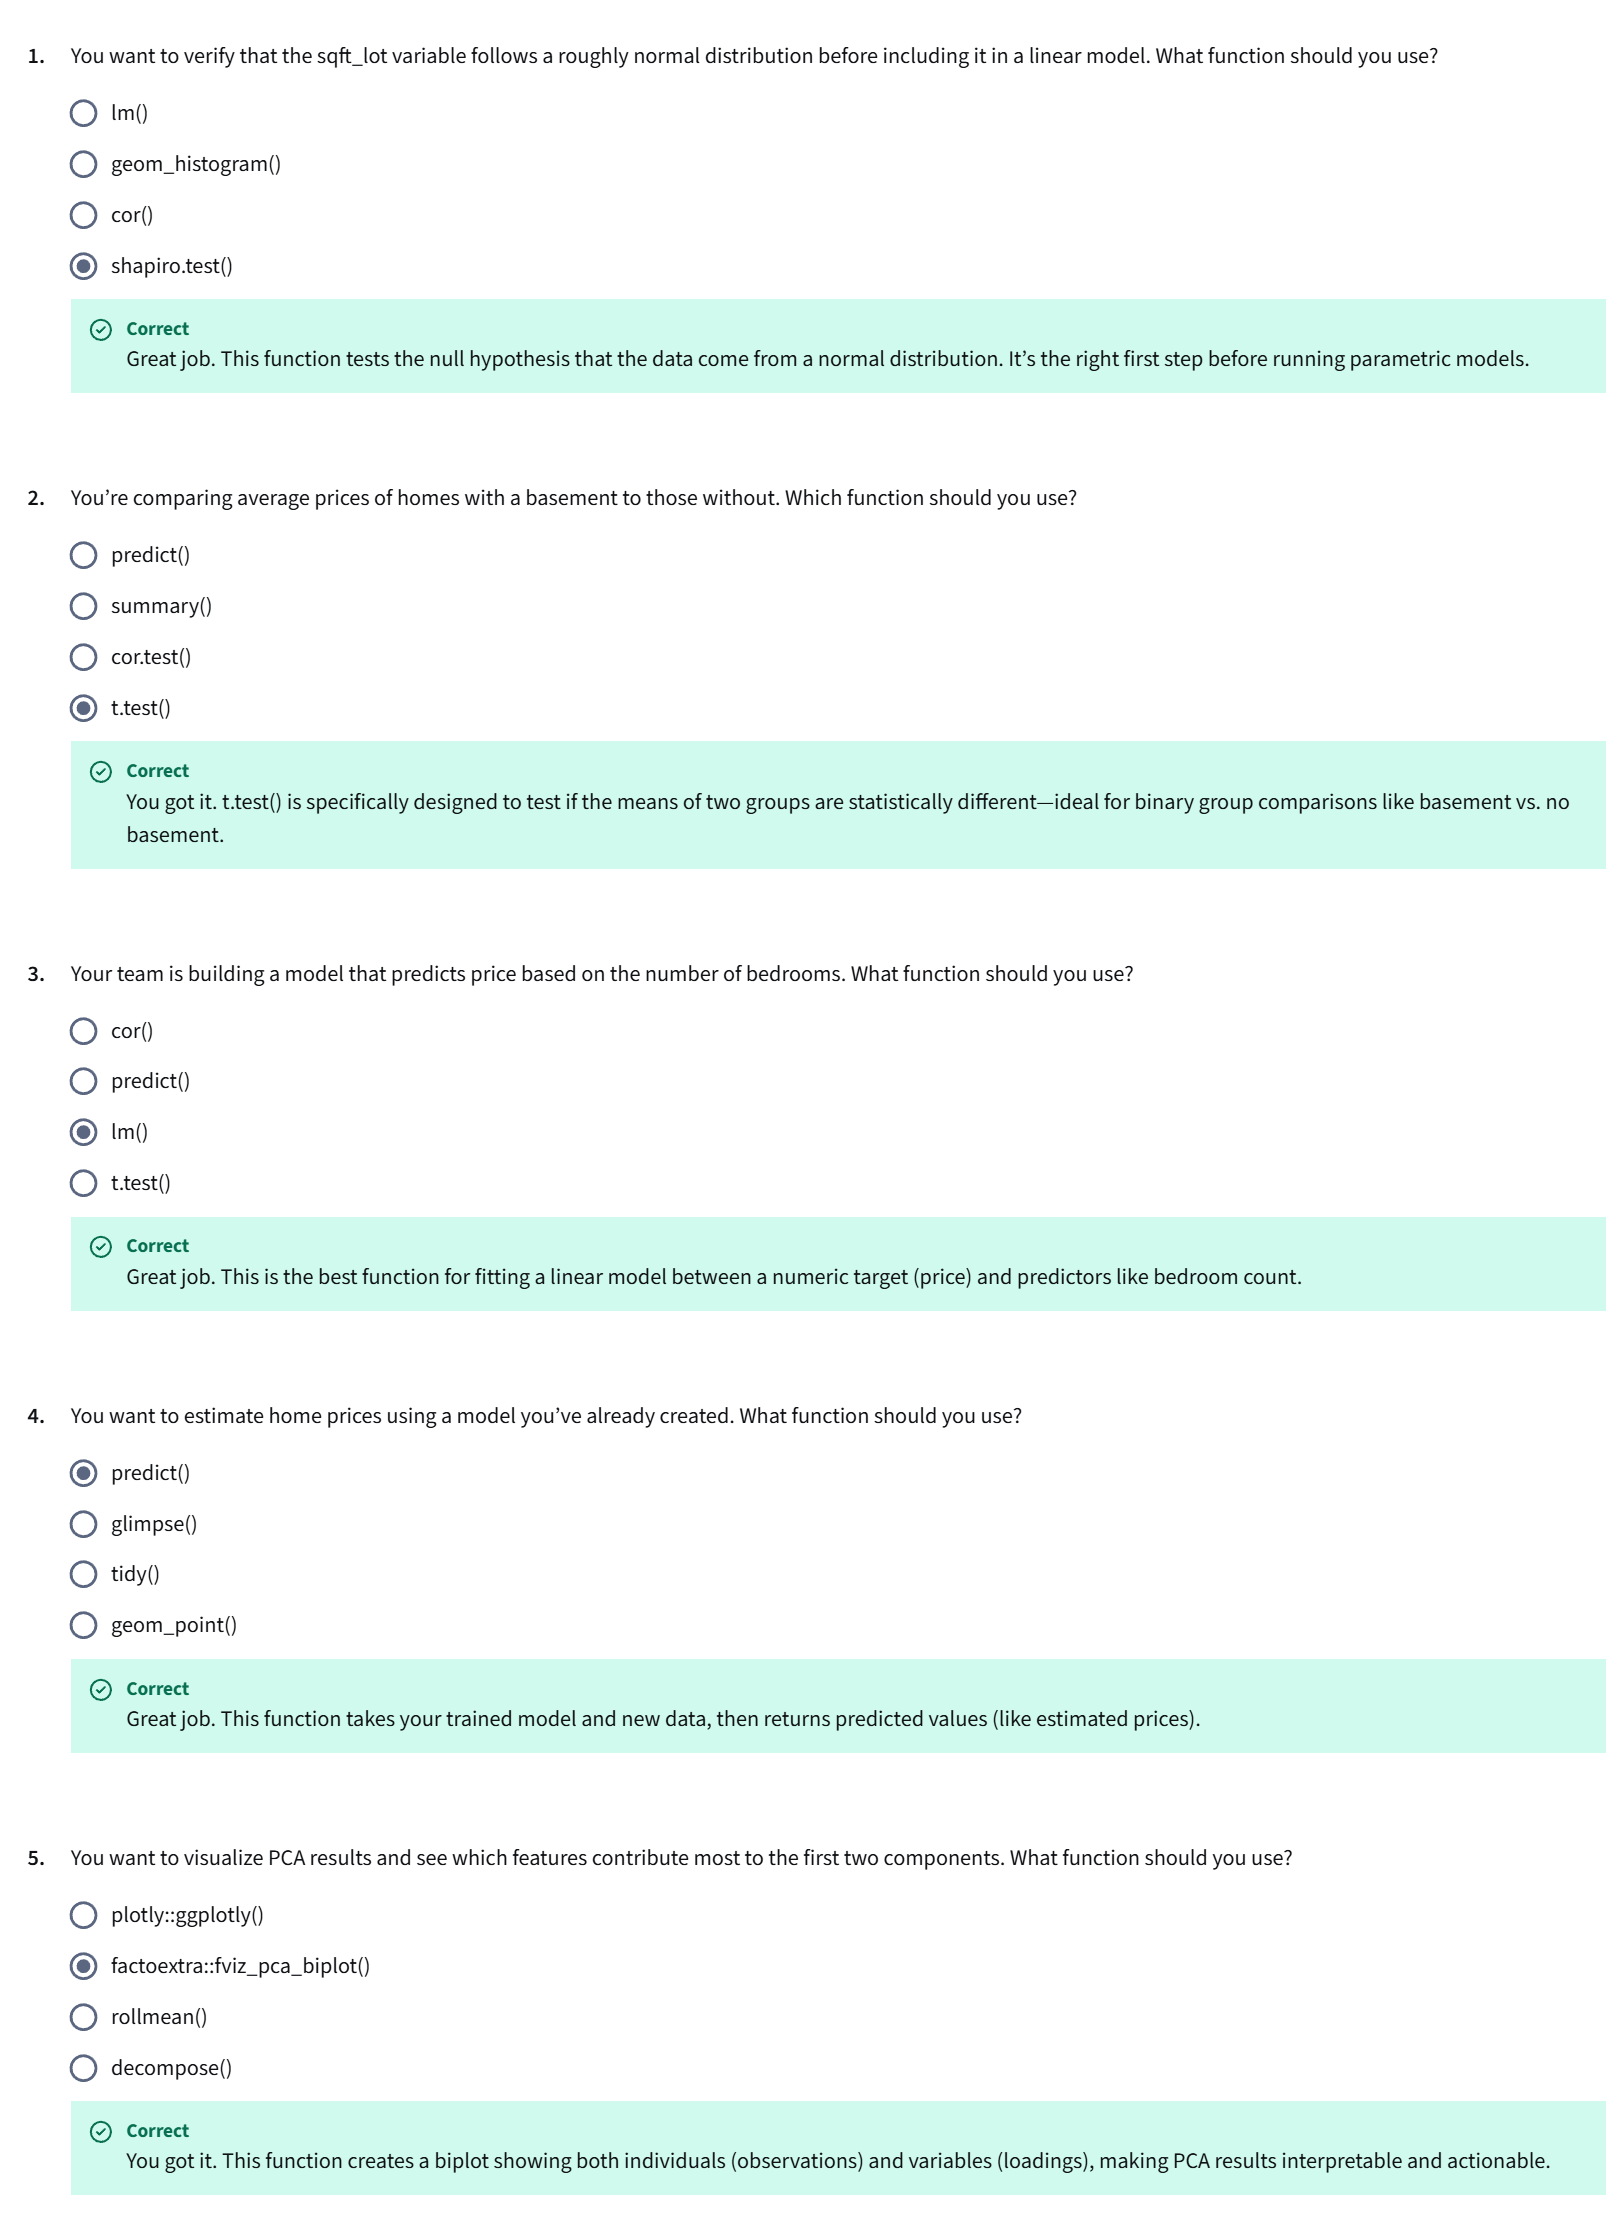 1. You want to verify that the sqft_lot variable follows a roughly normal distribution before including it in a linear model. What function should you use?
lm()
geom_histogram()
cor()
shapiro.test()
Correct
Great job. This function tests the null hypothesis that the data come from a normal distribution. It’s the right first step before running parametric models.
2. You’re comparing average prices of homes with a basement to those without. Which function should you use?
predict()
summary()
cor.test()
t.test()
Correct
You got it. t.test() is specifically designed to test if the means of two groups are statistically different—ideal for binary group comparisons like basement vs. no
basement.
3. Your team is building a model that predicts price based on the number of bedrooms. What function should you use?
cor()
predict()
lm()
t.test()
Correct
Great job. This is the best function for fitting a linear model between a numeric target (price) and predictors like bedroom count.
4. You want to estimate home prices using a model you’ve already created. What function should you use?
predict()
glimpse()
tidy()
geom_point()
Correct
Great job. This function takes your trained model and new data, then returns predicted values (like estimated prices).
5. You want to visualize PCA results and see which features contribute most to the first two components. What function should you use?
plotly::ggplotly()
factoextra::fviz_pca_biplot()
rollmean()
decompose()
Correct
You got it. This function creates a biplot showing both individuals (observations) and variables (loadings), making PCA results interpretable and actionable.